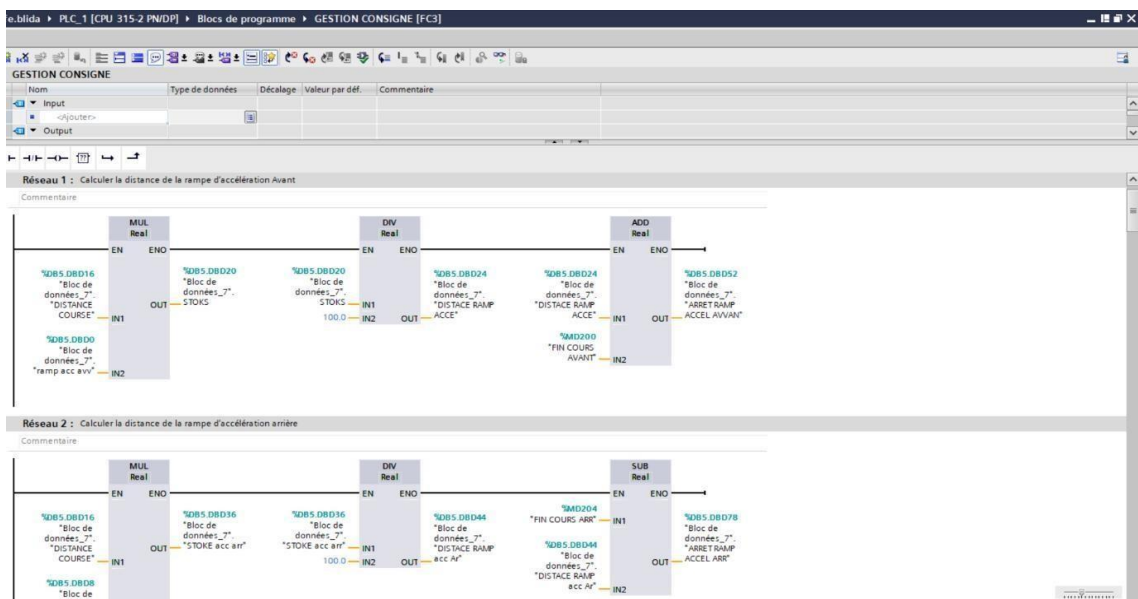 e.blida ▸ PLC_1 [CPU 315-2 PN/DP] ▸ Blocs de programme ▸ GESTION CONSIGNE [FC3]
GESTION CONSIGNE
Nom Type de données Décalage Valeur par déf. Commentaire
Input
<Ajouter>
Output
Réseau 1 : Calculer la distance de la rampe d'accélération Avant
Commentaire
MUL
Real
EN ENO
%DB5.DBD16
"Bloc de
données_7".
"DISTANCE
COURSE" IN1
%DB5.DBD0
"Bloc de
données_7".
"ramp acc avv" IN2
OUT
%DB5.DBD20
"Bloc de
données_7".
STOKS
DIV
Real
EN ENO
%DB5.DBD20
"Bloc de
données_7".
STOKS IN1
100.0 IN2
OUT
%DB5.DBD24
"Bloc de
données_7".
"DISTANCE RAMP
ACCE"
ADD
Real
EN ENO
%DB5.DBD24
"Bloc de
données_7".
"DISTANCE RAMP
ACCE" IN1
%MD200
"FIN COURS
AVANT" IN2
OUT
%DB5.DBD52
"Bloc de
données_7".
"ARRET RAMP
ACCEL AVVAN"
Réseau 2 : Calculer la distance de la rampe d'accélération arrière
Commentaire
MUL
Real
EN ENO
%DB5.DBD16
"Bloc de
données_7".
"DISTANCE
COURSE" IN1
%DB5.DBD8
"Bloc de
OUT
%DB5.DBD36
"Bloc de
données_7".
"STOKE acc arr"
DIV
Real
EN ENO
%DB5.DBD36
"Bloc de
données_7".
"STOKE acc arr" IN1
100.0 IN2
OUT
%DB5.DBD44
"Bloc de
données_7".
"DISTACE RAMP
acc Ar"
SUB
Real
EN ENO
%MD204
"FIN COURS ARR" IN1
%DB5.DBD44
"Bloc de
données_7".
"DISTACE RAMP
acc Ar" IN2
OUT
%DB5.DBD78
"Bloc de
données_7".
"ARRET RAMP
ACCEL ARR"